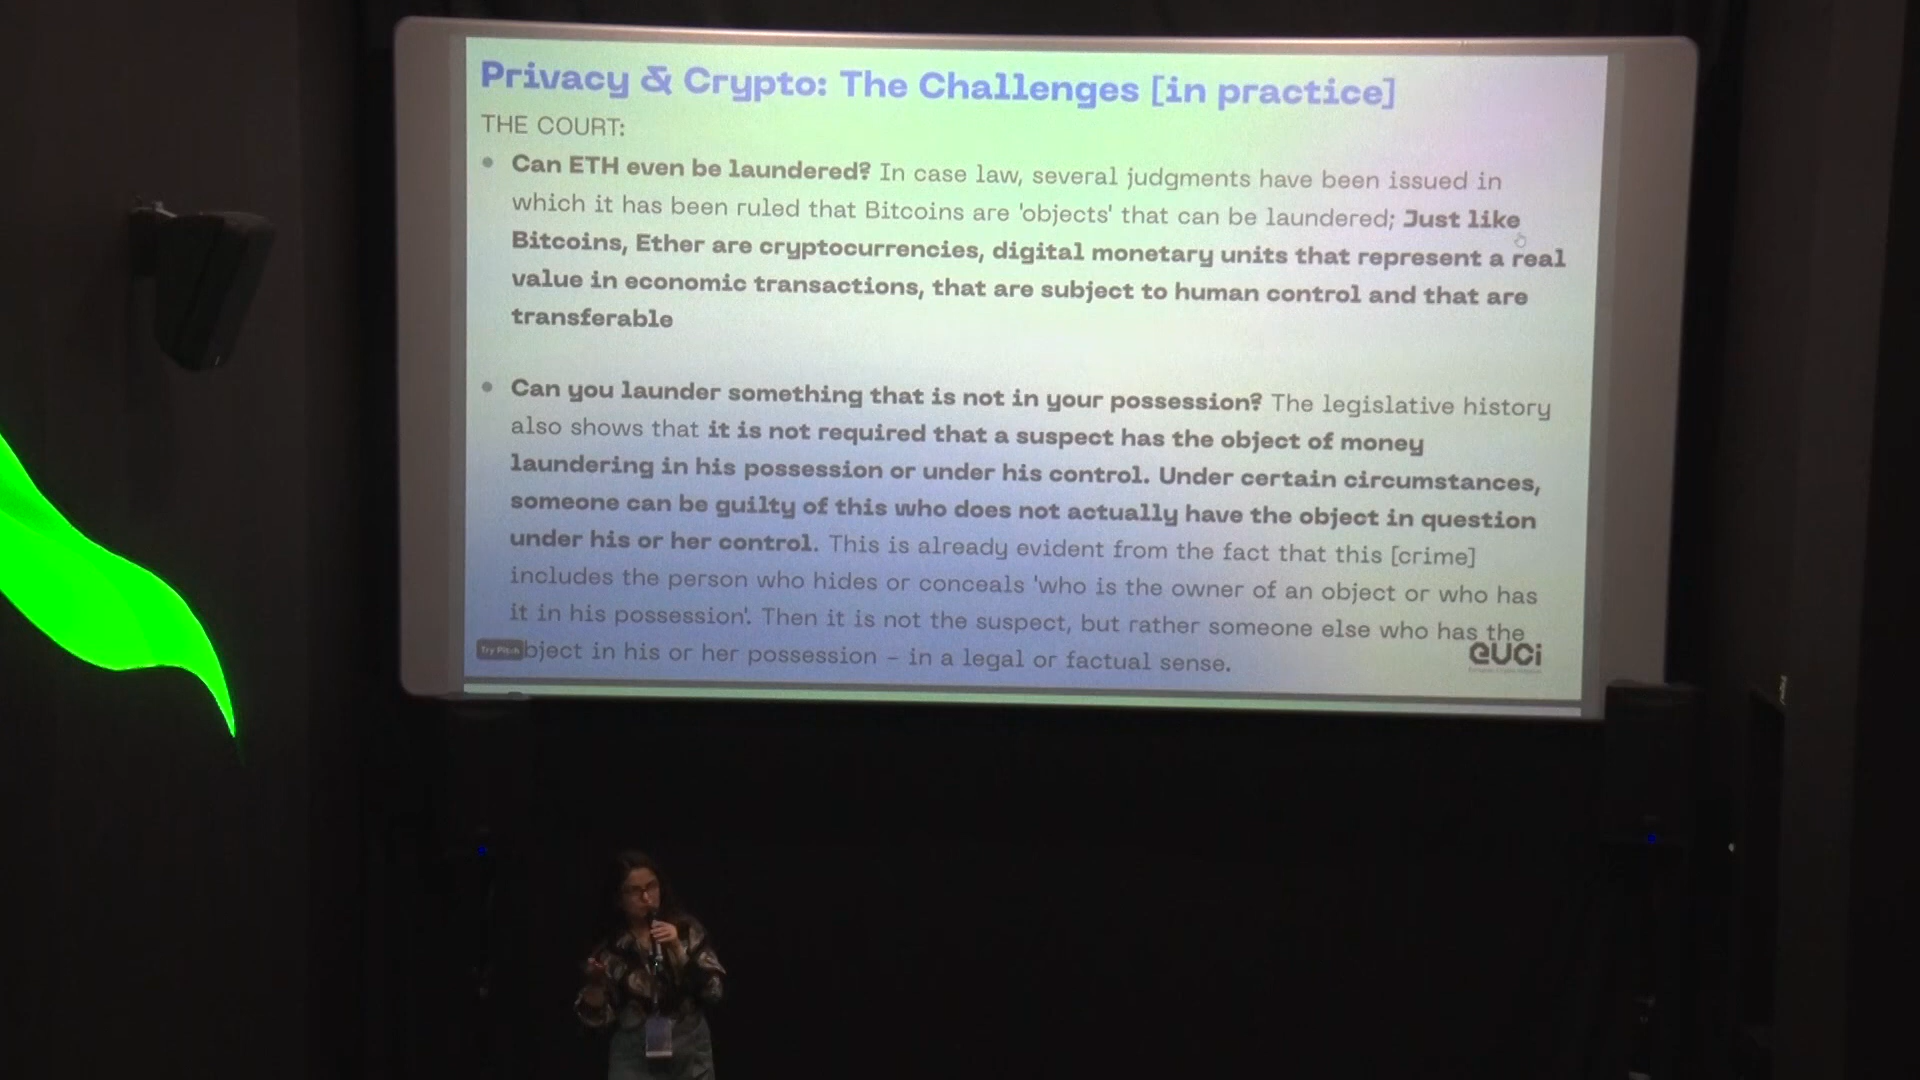 Privacy & Crypto: The Challenges [in practice]
THE COURT:
• Can ETH even be laundered? In case law, several judgments have been issued in
which it has been ruled that Bitcoins are 'objects' that can be laundered; Just like
Bitcoins, Ether are cryptocurrencies, digital monetary units that represent a real
value in economic transactions, that are subject to human control and that are
transferable
• Can you launder something that is not in your possession? The legislative history
also shows that it is not required that a suspect has the object of money
laundering in his possession or under his control. Under certain circumstances,
someone can be guilty of this who does not actually have the object in question
under his or her control. This is already evident from the fact that this [crime]
includes the person who hides or conceals 'who is the owner of an object or who has
it in his possession'. Then it is not the suspect, but rather someone else who has the
bject in his or her possession – in a legal or factual sense.
Try Pitch
euci